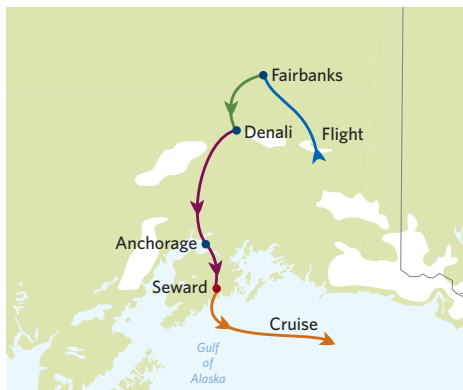 Fairbanks
Denali
Flight
Anchorage
Seward
Cruise
Gulf
of
Alaska